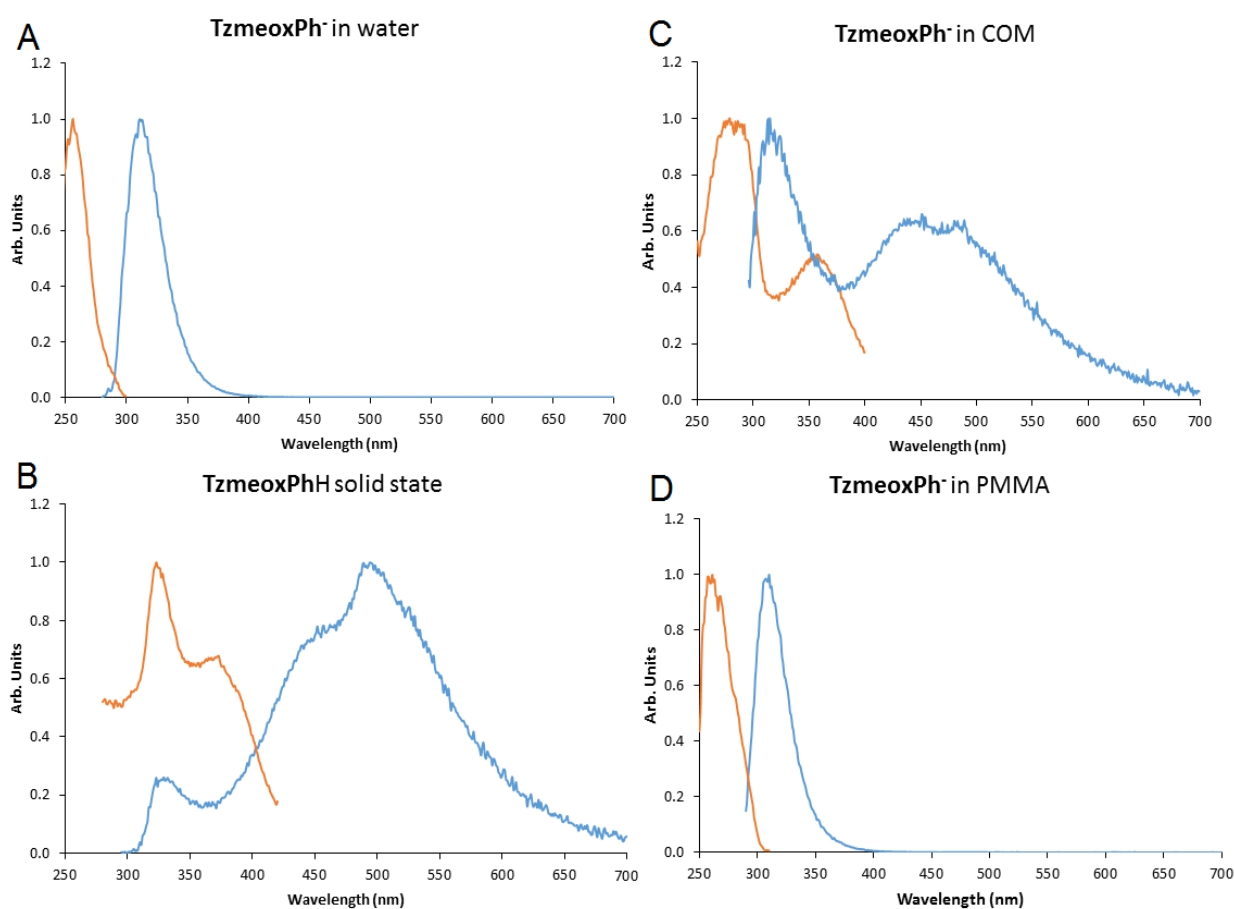 A
TzmeoxPh⁻ in water
1.2
1.0
0.8
0.6
0.4
0.2
0.0
Arb. Units
250 300 350 400 450 500 550 600 650 700
Wavelength (nm)
C
TzmeoxPh⁻ in COM
1.2
1.0
0.8
0.6
0.4
0.2
0.0
Arb. Units
250 300 350 400 450 500 550 600 650 700
Wavelength (nm)
B
TzmeoxPhH solid state
1.2
1.0
0.8
0.6
0.4
0.2
0.0
Arb. Units
250 300 350 400 450 500 550 600 650 700
Wavelength (nm)
D
TzmeoxPh⁻ in PMMA
1.2
1.0
0.8
0.6
0.4
0.2
0.0
Arb. Units
250 300 350 400 450 500 550 600 650 700
Wavelength (nm)